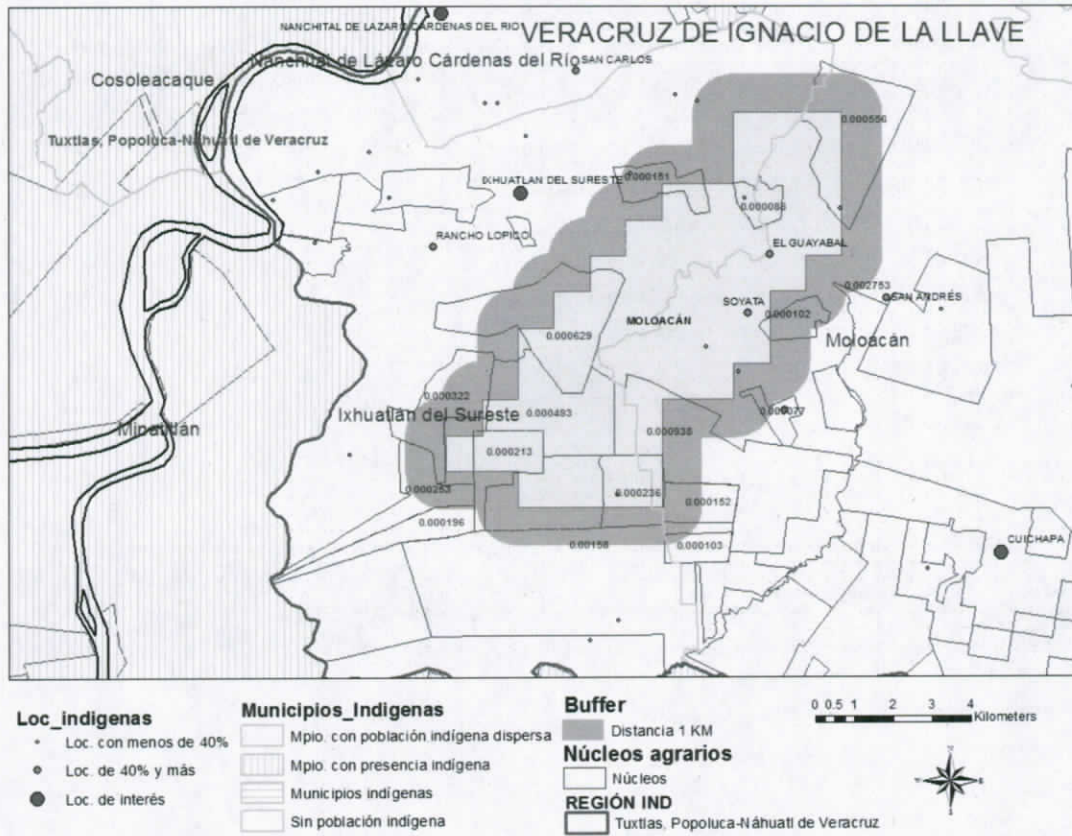 NANCHITAL DE LAZARO CARDENAS DEL RIO
VERACRUZ DE IGNACIO DE LA LLAVE
Nanchital de Lázaro Cárdenas del Río
SAN CARLOS
Cosoleacaque
Tuxtlas, Popoluca-Náhuatl de Veracruz
0.000556
0.000151
IXHUATLAN DEL SURESTE
0.000088
RANCHO LOPICO
EL GUAYABAL
0.002753
SAN ANDRÉS
SOYATA
0.000102
MOLOACÁN
0.000629
Moloacán
0.000322
Ixhuatlán del Sureste
0.000493
0.000077
Minatitlán
0.000938
0.000213
0.000253
0.000236
0.000152
0.000196
0.00158
0.000103
CUICHAPA
Loc_indigenas
Loc. con menos de 40%
Loc. de 40% y más
Loc. de interés
Municipios_Indigenas
Mpio. con población indígena dispersa
Mpio. con presencia indígena
Municipios indígenas
Sin población indígena
Buffer
Distancia 1 KM
Núcleos agrarios
Núcleos
REGIÓN IND
Tuxtlas, Popoluca-Náhuatl de Veracruz
0 0.5 1 2 3 4
Kilometers